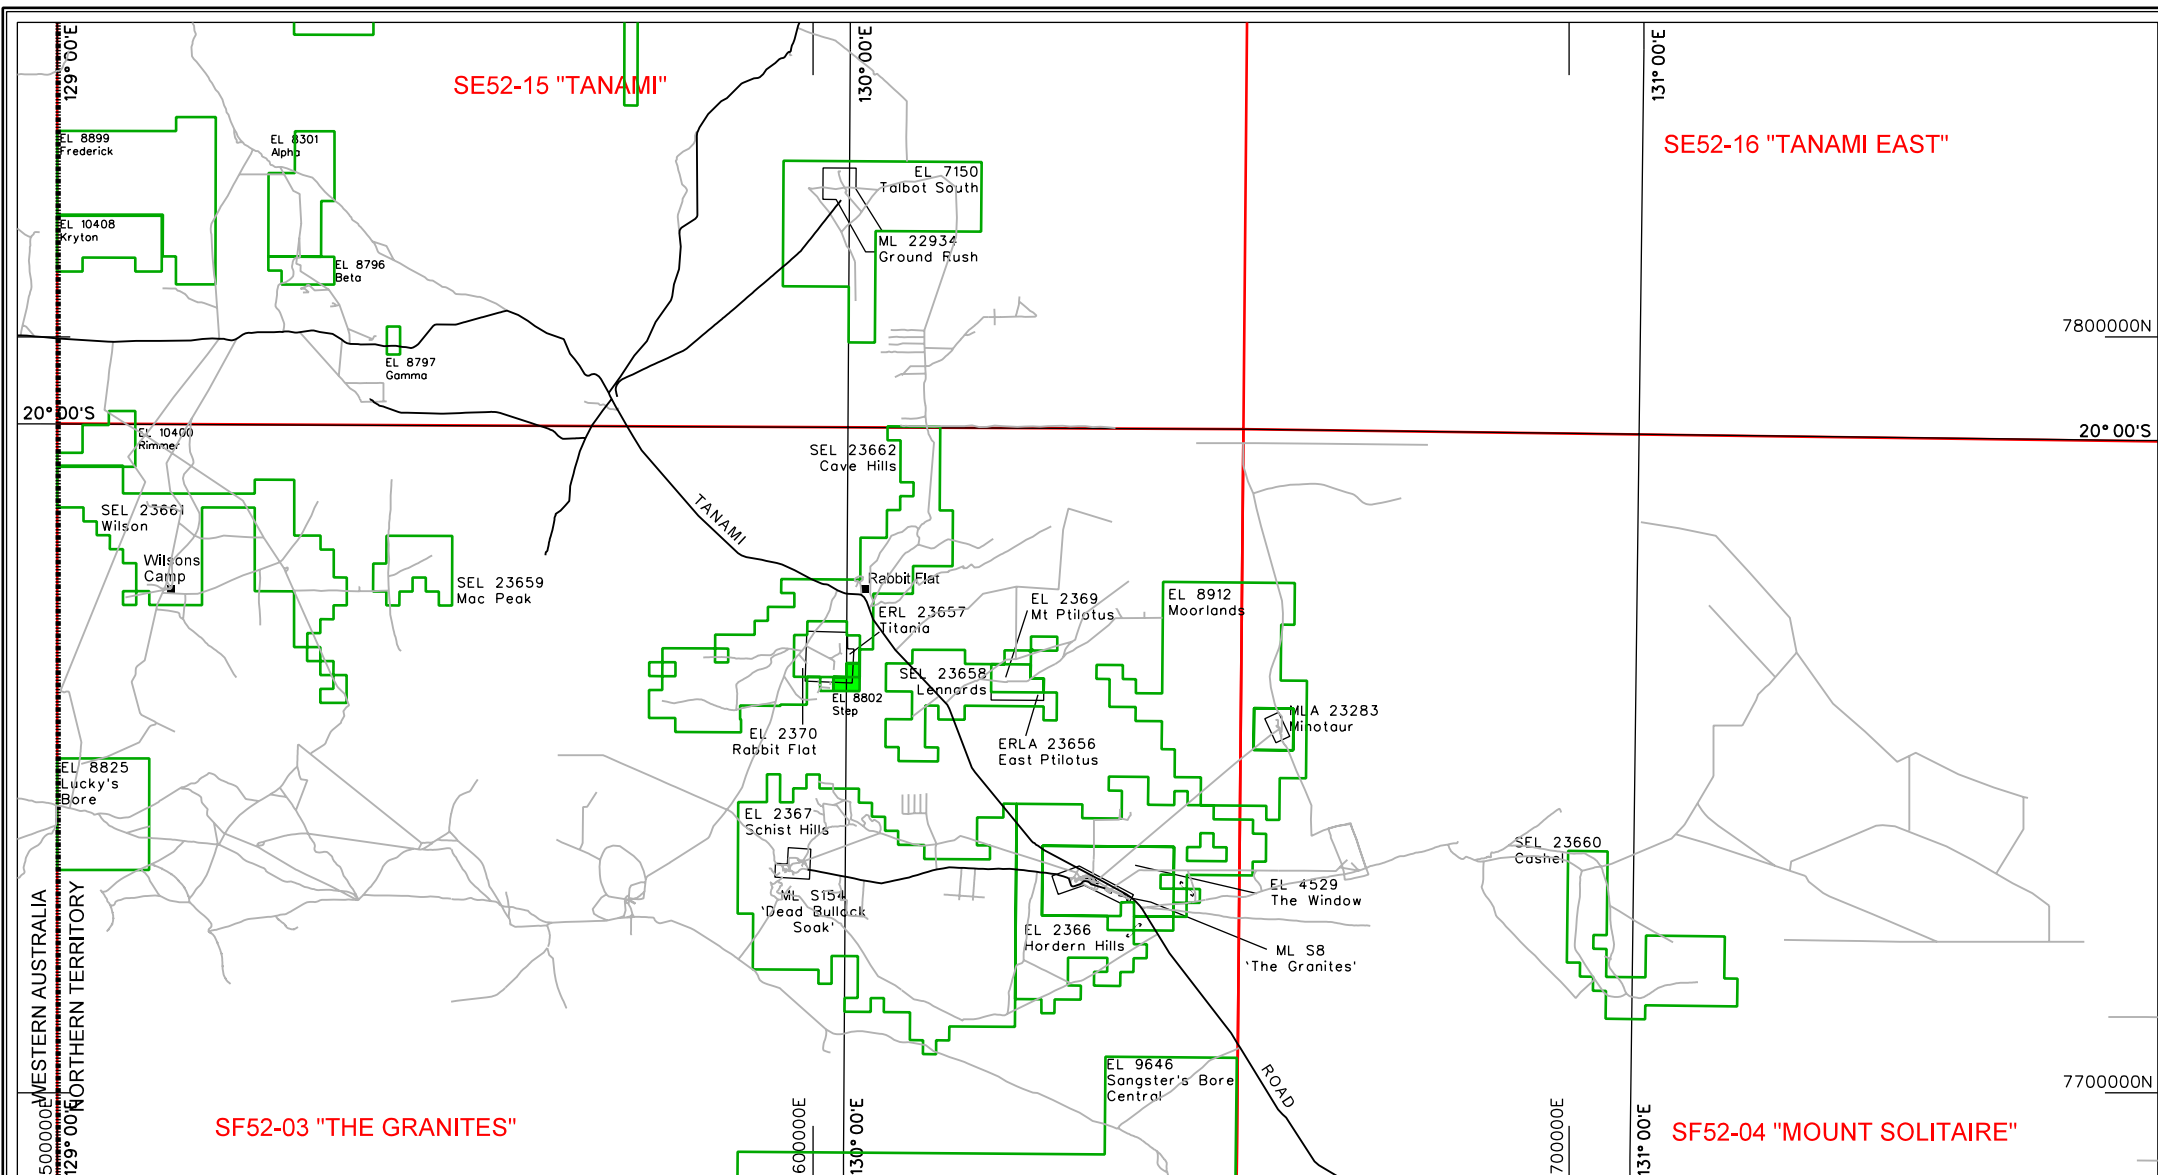 129° 00'E
130° 00'E
131° 00'E
SE52-15 "TANAMI"
SE52-16 "TANAMI EAST"
EL 8899
Frederick
EL 8301
Alpha
EL 7150
Talbot South
EL 10408
Kryton
ML 22934
Ground Rush
EL 8796
Beta
7800000N
EL 8797
Gamma
20° 00'S
20° 00'S
EL 10400
Rimmer
SEL 23662
Cave Hills
TANAMI
SEL 23661
Wilson
Wilsons
Camp
SEL 23659
Mac Peak
Rabbit Flat
ERL 23657
Titania
EL 2369
Mt Ptilotus
EL 8912
Moorlands
SEL 23658
Lennards
EL 8802
Step
MLA 23283
Minotaur
EL 2370
Rabbit Flat
ERLA 23656
East Ptilotus
EL 8825
Lucky's
Bore
EL 2367
Schist Hills
SEL 23660
Cashel
ML S154
'Dead Bullock
Soak'
EL 4529
The Window
EL 2366
Hordern Hills
ML S8
'The Granites'
WESTERN AUSTRALIA
NORTHERN TERRITORY
EL 9646
Sangster's Bore
Central
ROAD
7700000N
SF52-03 "THE GRANITES"
SF52-04 "MOUNT SOLITAIRE"
500000E
129° 00'E
600000E
130° 00'E
700000E
131° 00'E